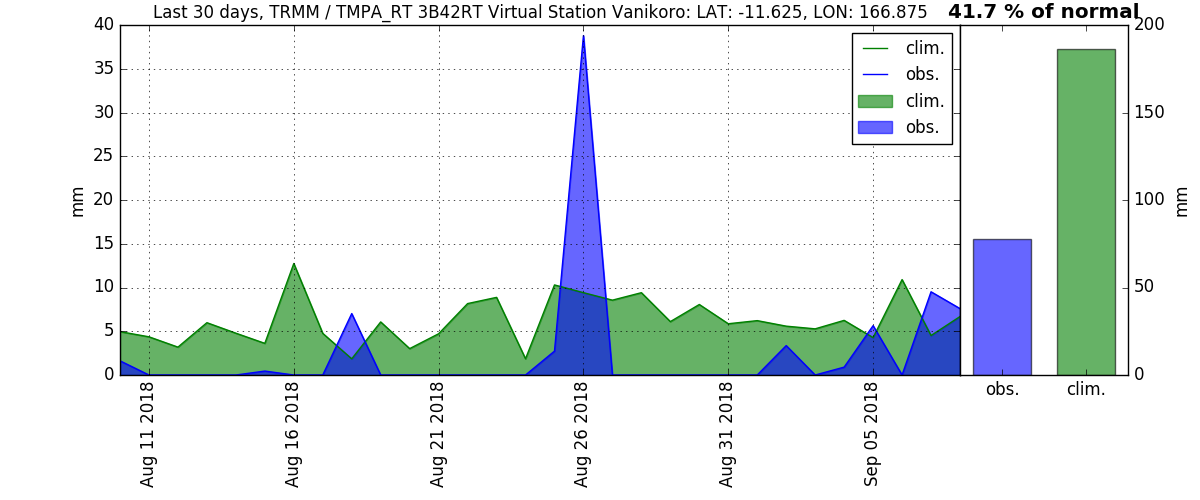 Last 30 days, TRMM / TMPA_RT 3B42RT Virtual Station Vanikoro: LAT: -11.625, LON: 166.875
41.7 % of normal
40
35
30
25
20
15
10
5
0
mm
clim.
obs.
clim.
obs.
Aug 11 2018
Aug 16 2018
Aug 21 2018
Aug 26 2018
Aug 31 2018
Sep 05 2018
200
150
100
50
0
mm
obs.
clim.